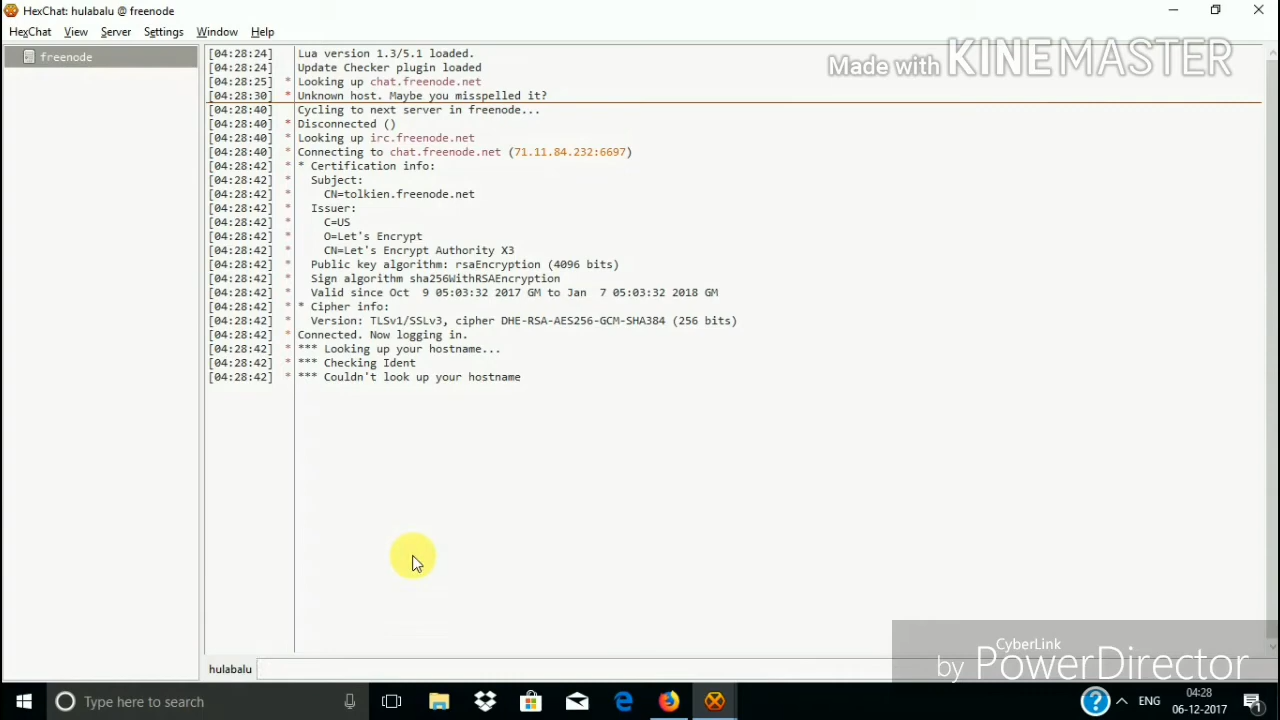 HexChat: hulabalu @ freenode
HexChat View Server Settings Window Help
freenode
Made with KINEMASTER
[04:28:24] Lua version 1.3/5.1 loaded.
[04:28:24] Update Checker plugin loaded
[04:28:25] * Looking up chat.freenode.net
[04:28:30] * Unknown host. Maybe you misspelled it?
[04:28:40] Cycling to next server in freenode...
[04:28:40] * Disconnected ()
[04:28:40] * Looking up irc.freenode.net
[04:28:40] * Connecting to chat.freenode.net (71.11.84.232:6697)
[04:28:42] * * Certification info:
[04:28:42] * Subject:
[04:28:42] * CN=tolkien.freenode.net
[04:28:42] * Issuer:
[04:28:42] * C=US
[04:28:42] * O=Let's Encrypt
[04:28:42] * CN=Let's Encrypt Authority X3
[04:28:42] * Public key algorithm: rsaEncryption (4096 bits)
[04:28:42] * Sign algorithm sha256WithRSAEncryption
[04:28:42] * Valid since Oct 9 05:03:32 2017 GM to Jan 7 05:03:32 2018 GM
[04:28:42] * * Cipher info:
[04:28:42] * Version: TLSv1/SSLv3, cipher DHE-RSA-AES256-GCM-SHA384 (256 bits)
[04:28:42] * Connected. Now logging in.
[04:28:42] * *** Looking up your hostname...
[04:28:42] * *** Checking Ident
[04:28:42] * *** Couldn't look up your hostname
hulabalu
CyberLink
by PowerDirector
Type here to search
ENG
04:28
06-12-2017
1